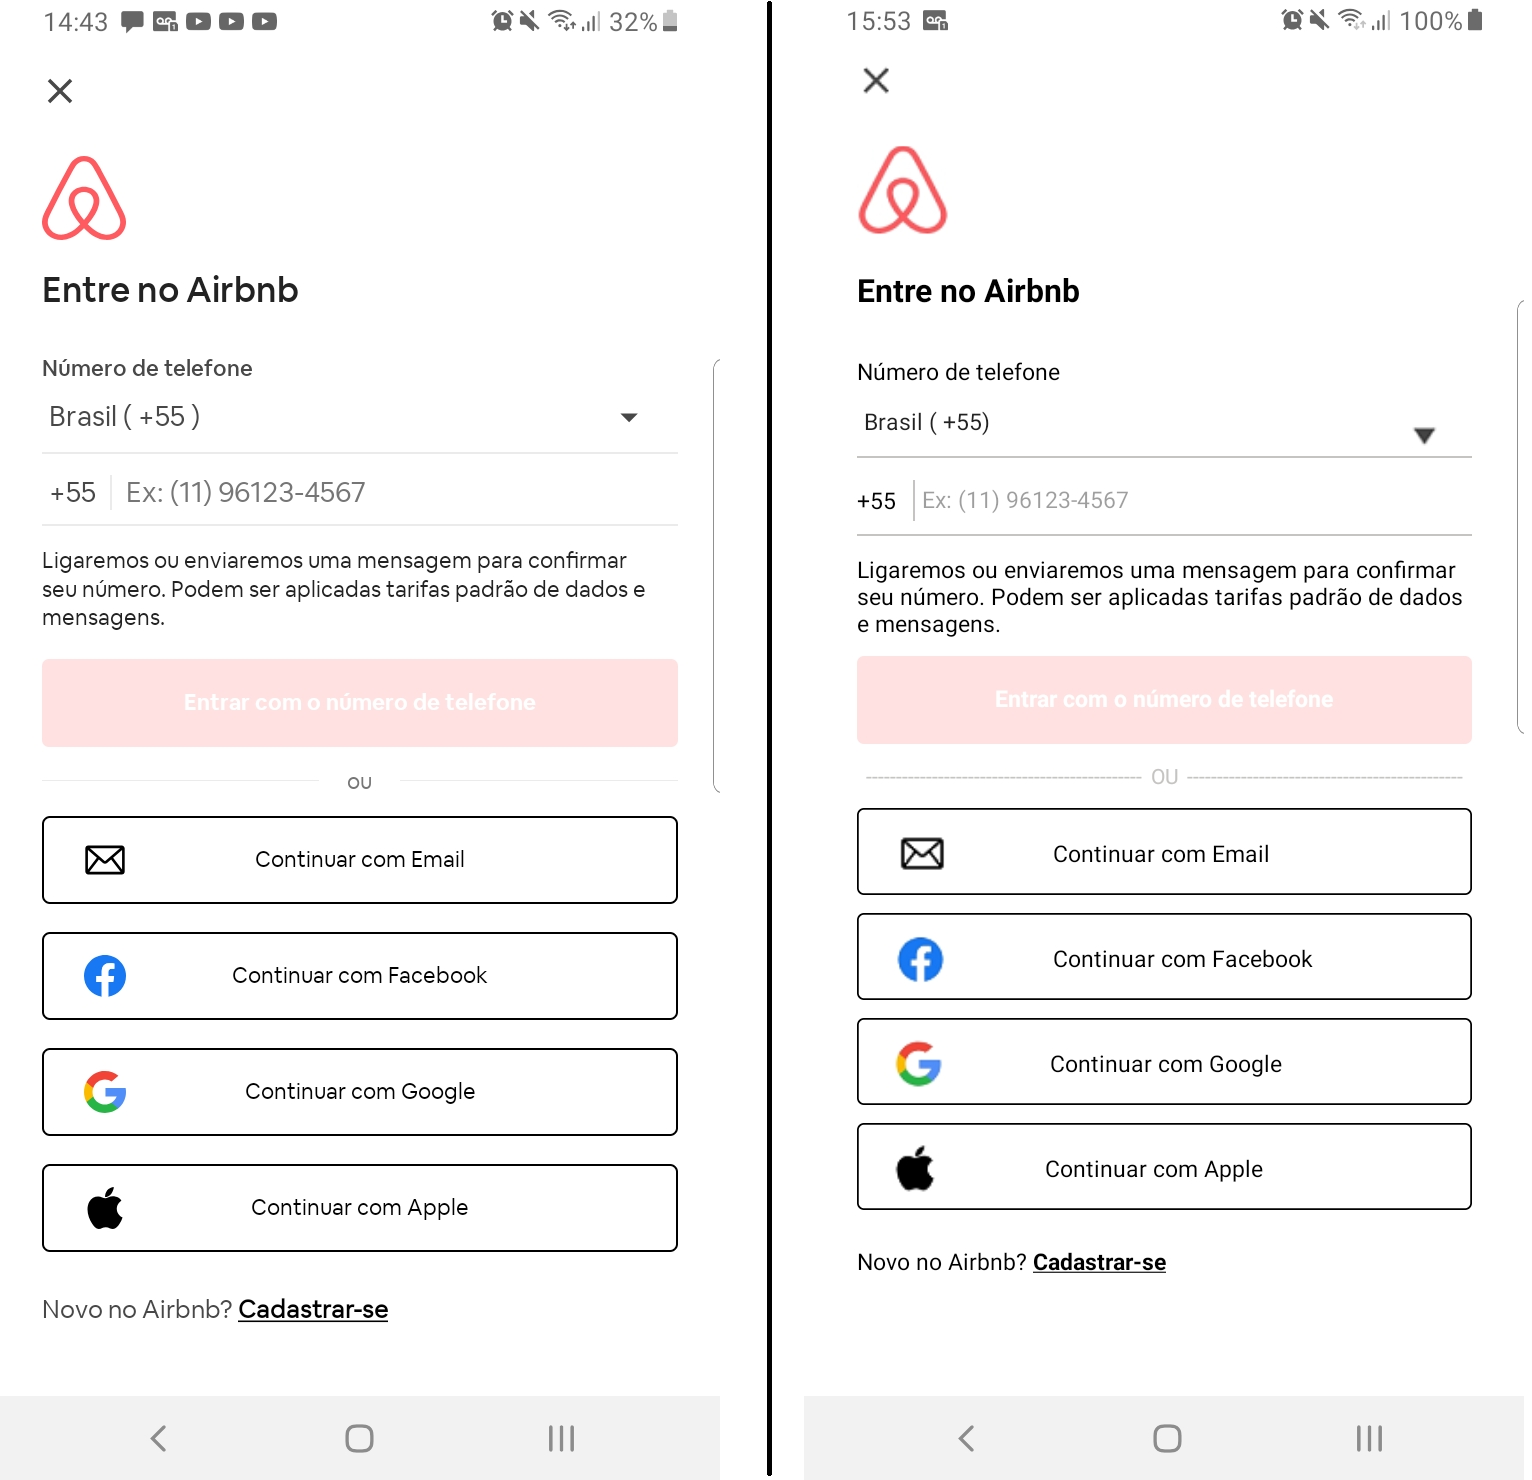 14:43 32%
Entre no Airbnb
Número de telefone
Brasil ( +55 )
+55 Ex: (11) 96123-4567
Ligaremos ou enviaremos uma mensagem para confirmar
seu número. Podem ser aplicadas tarifas padrão de dados e
mensagens.
Entrar com o número de telefone
OU
Continuar com Email
Continuar com Facebook
Continuar com Google
Continuar com Apple
Novo no Airbnb? Cadastrar-se
15:53 100%
Entre no Airbnb
Número de telefone
Brasil ( +55)
+55 Ex: (11) 96123-4567
Ligaremos ou enviaremos uma mensagem para confirmar
seu número. Podem ser aplicadas tarifas padrão de dados
e mensagens.
Entrar com o número de telefone
OU
Continuar com Email
Continuar com Facebook
Continuar com Google
Continuar com Apple
Novo no Airbnb? Cadastrar-se